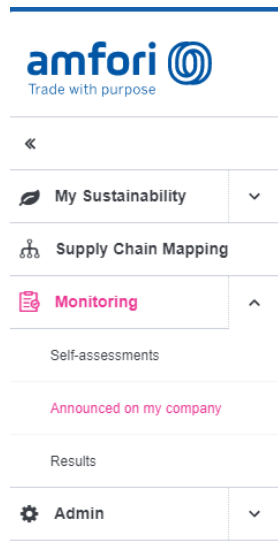 amfori
Trade with purpose
«
My Sustainability
Supply Chain Mapping
Monitoring
Self-assessments
Announced on my company
Results
Admin